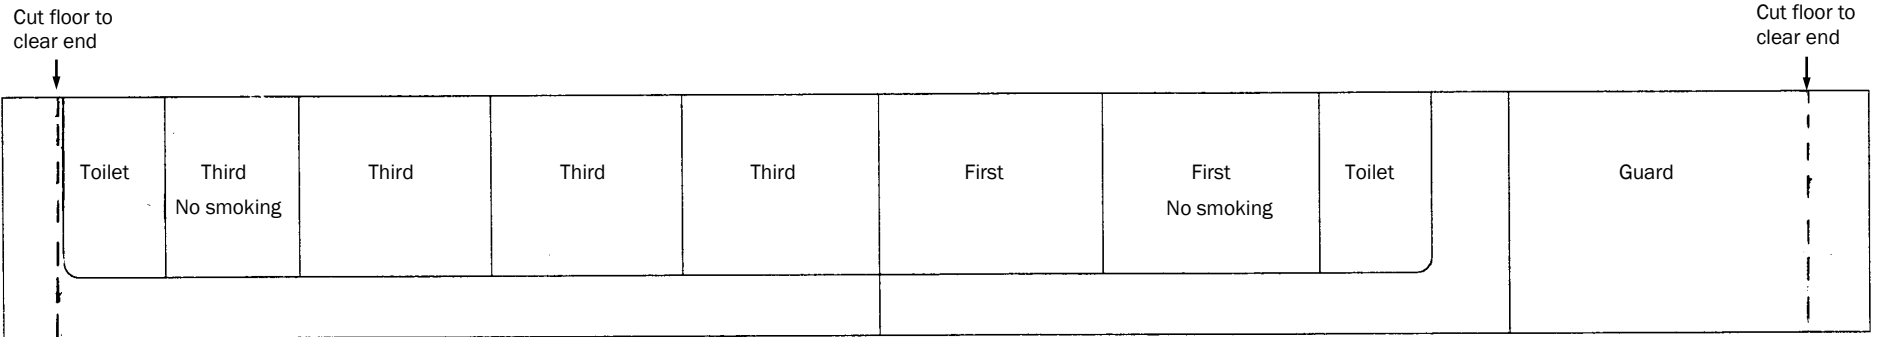 Cut floor to
clear end
Cut floor to
clear end
Toilet
Third
No smoking
Third
Third
Third
First
First
No smoking
Toilet
Guard